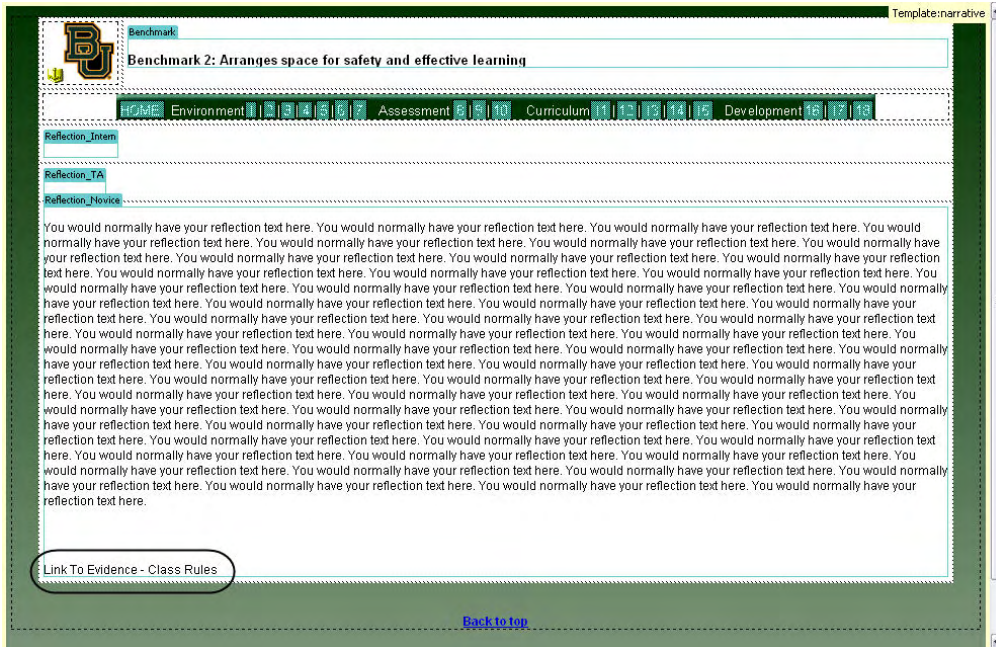 Template:narrative
BU
Benchmark
Benchmark 2: Arranges space for safety and effective learning
HOME Environment 1 | 2 | 3 | 4 | 5 | 6 | 7 Assessment 8 | 9 | 10 Curriculum 11 | 12 | 13 | 14 | 15 Development 16 | 17 | 18
Reflection_Intern
Reflection_TA
Reflection_Novice
You would normally have your reflection text here. You would normally have your reflection text here. You would normally have your reflection text here. You would
normally have your reflection text here. You would normally have your reflection text here. You would normally have your reflection text here. You would normally have
your reflection text here. You would normally have your reflection text here. You would normally have your reflection text here. You would normally have your reflection
text here. You would normally have your reflection text here. You would normally have your reflection text here. You would normally have your reflection text here. You
would normally have your reflection text here. You would normally have your reflection text here. You would normally have your reflection text here. You would normally
have your reflection text here. You would normally have your reflection text here. You would normally have your reflection text here. You would normally have your
reflection text here. You would normally have your reflection text here. You would normally have your reflection text here. You would normally have your reflection text
here. You would normally have your reflection text here. You would normally have your reflection text here. You would normally have your reflection text here. You
would normally have your reflection text here. You would normally have your reflection text here. You would normally have your reflection text here. You would normally
have your reflection text here. You would normally have your reflection text here. You would normally have your reflection text here. You would normally have your
reflection text here. You would normally have your reflection text here. You would normally have your reflection text here. You would normally have your reflection text
here. You would normally have your reflection text here. You would normally have your reflection text here. You would normally have your reflection text here. You
would normally have your reflection text here. You would normally have your reflection text here. You would normally have your reflection text here. You would normally
have your reflection text here. You would normally have your reflection text here. You would normally have your reflection text here. You would normally have your
reflection text here. You would normally have your reflection text here. You would normally have your reflection text here. You would normally have your reflection text
here. You would normally have your reflection text here. You would normally have your reflection text here. You would normally have your reflection text here. You
would normally have your reflection text here. You would normally have your reflection text here. You would normally have your reflection text here. You would normally
have your reflection text here. You would normally have your reflection text here. You would normally have your reflection text here. You would normally have your
reflection text here.
Link To Evidence - Class Rules
Back to top